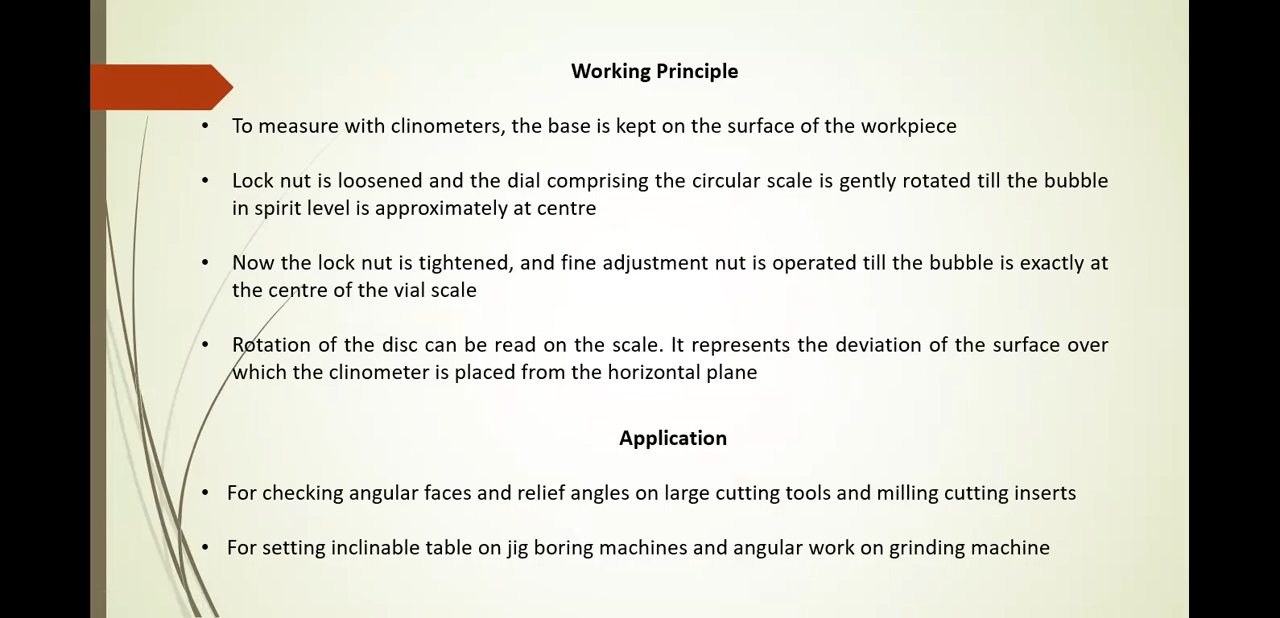 Working Principle
• To measure with clinometers, the base is kept on the surface of the workpiece
• Lock nut is loosened and the dial comprising the circular scale is gently rotated till the bubble
in spirit level is approximately at centre
• Now the lock nut is tightened, and fine adjustment nut is operated till the bubble is exactly at
the centre of the vial scale
• Rotation of the disc can be read on the scale. It represents the deviation of the surface over
which the clinometer is placed from the horizontal plane
Application
• For checking angular faces and relief angles on large cutting tools and milling cutting inserts
• For setting inclinable table on jig boring machines and angular work on grinding machine